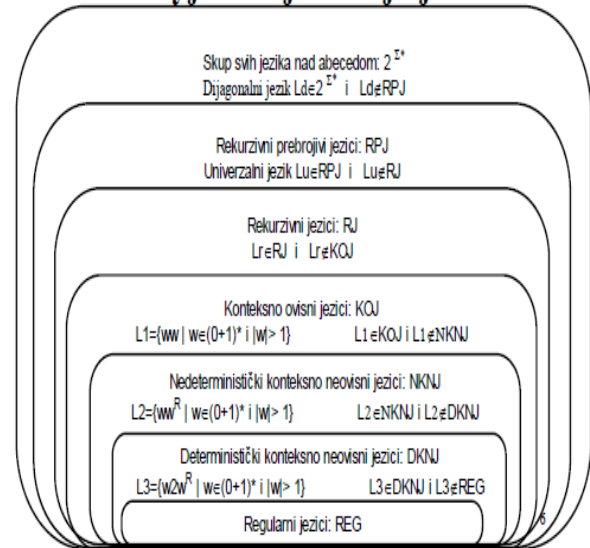 Skup svih jezika nad abecedom: 2^Σ*
Dijagonalni jezik Ld∈2^Σ* i Ld∉RPJ
Rekurzivni prebrojivi jezici: RPJ
Univerzalni jezik Lu∈RPJ i Lu∉RJ
Rekurzivni jezici: RJ
Lr∈RJ i Lr∉KOJ
Konteksno ovisni jezici: KOJ
L1={ww | w∈(0+1)* i |w|> 1} L1∈KOJ i L1∉NKNJ
Nedeterministički konteksno neovisni jezici: NKNJ
L2={ww^R | w∈(0+1)* i |w|> 1} L2∈NKNJ i L2∉DKNJ
Deterministički konteksno neovisni jezici: DKNJ
L3={w2w^R | w∈(0+1)* i |w|> 1} L3∈DKNJ i L3∉REG
Regularni jezici: REG
6